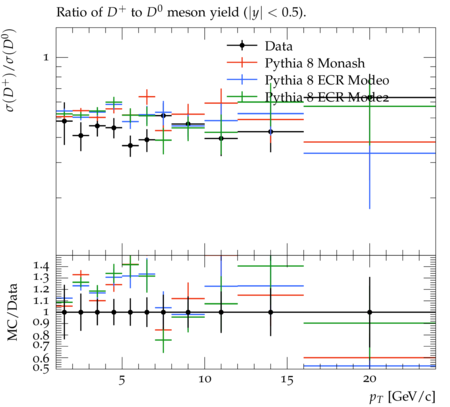 Ratio of D⁺ to D⁰ meson yield (|y| < 0.5).
σ(D⁺)/σ(D⁰)
1
Data
Pythia 8 Monash
Pythia 8 ECR Mode0
Pythia 8 ECR Mode2
MC/Data
1.4
1.3
1.2
1.1
1
0.9
0.8
0.7
0.6
0.5
5 10 15 20
p_T [GeV/c]